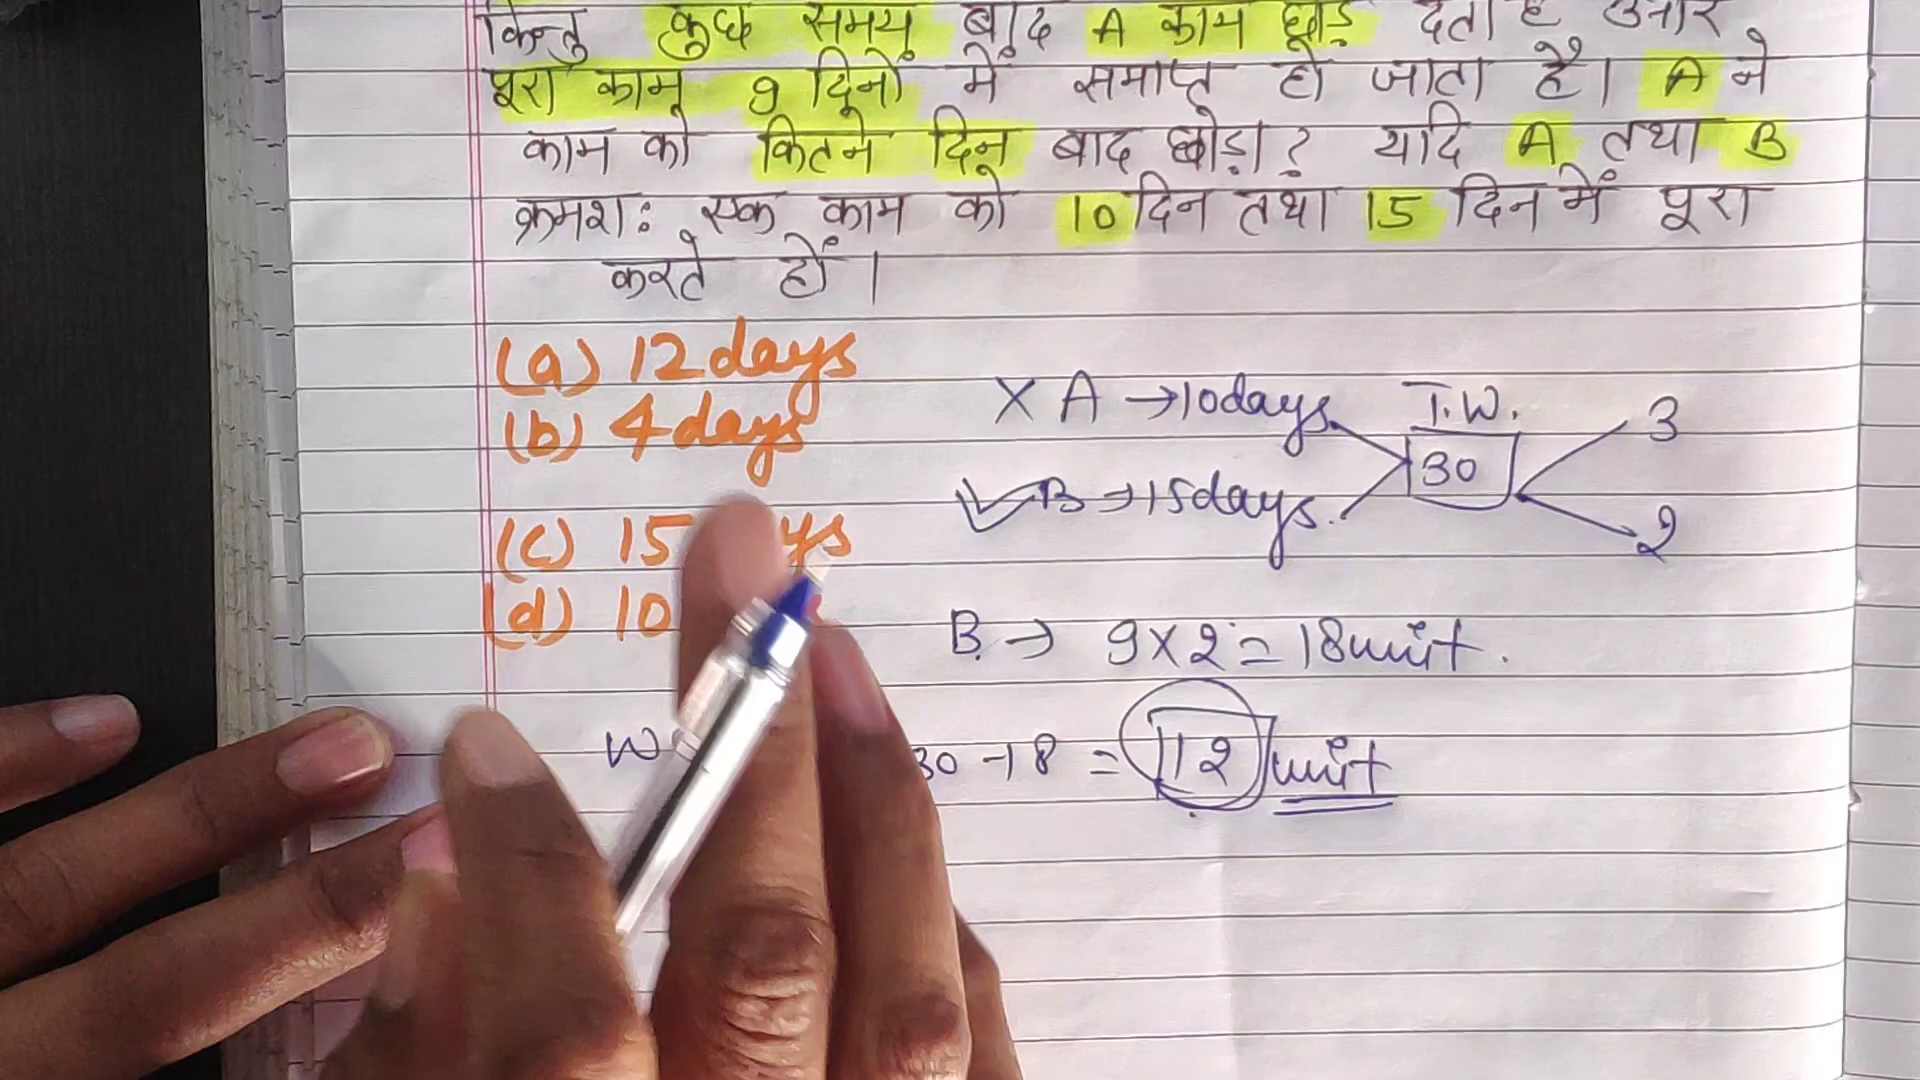 किन्तु कुछ समय बाद A काम छोड़ देता है और
पूरा काम 9 दिनों में समाप्त हो जाता है। A ने
काम को कितने दिन बाद छोड़ा? यदि A तथा B
क्रमश: एक काम को 10 दिन तथा 15 दिन में पूरा
करते हों।
(a) 12 days
(b) 4 days
(c) 15
(d) 10
X A → 10 days. T.W. 3
✓ B → 15 days. 30 2
B → 9 x 2 = 18 unit.
30 - 18 = 12 unit